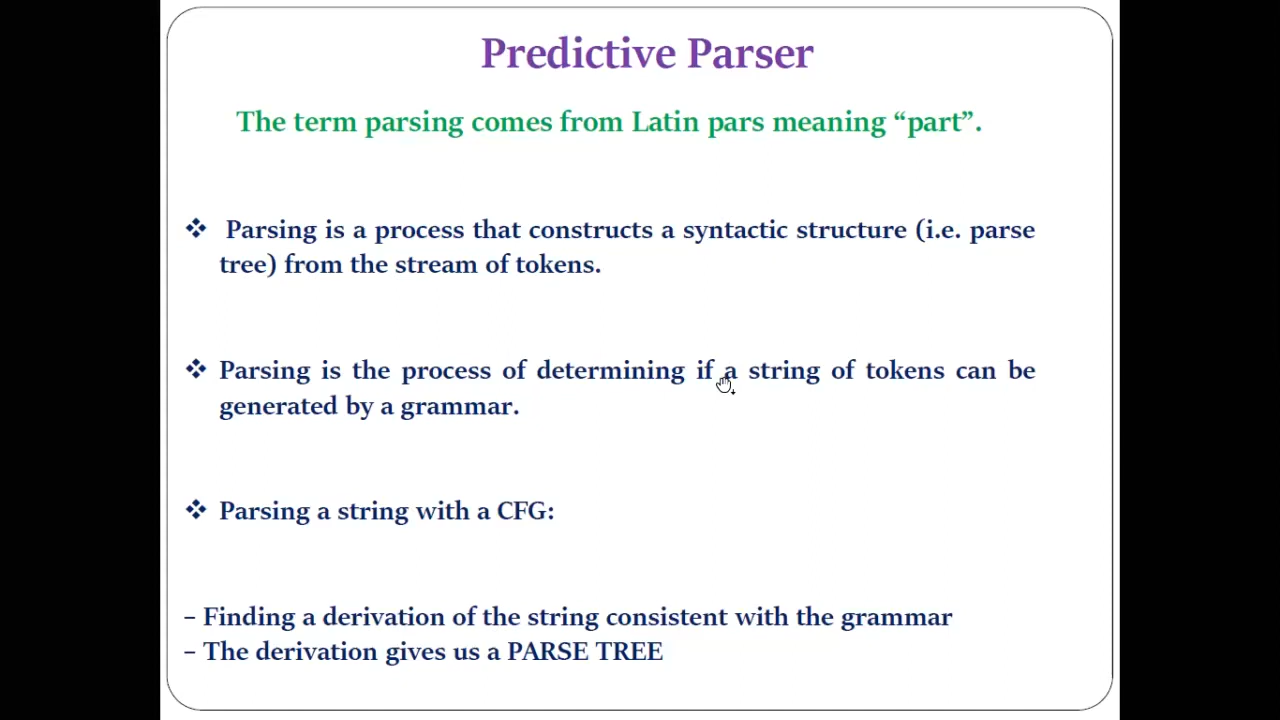 Predictive Parser
The term parsing comes from Latin pars meaning “part”.
❖ Parsing is a process that constructs a syntactic structure (i.e. parse
tree) from the stream of tokens.
❖ Parsing is the process of determining if a string of tokens can be
generated by a grammar.
❖ Parsing a string with a CFG:
– Finding a derivation of the string consistent with the grammar
– The derivation gives us a PARSE TREE